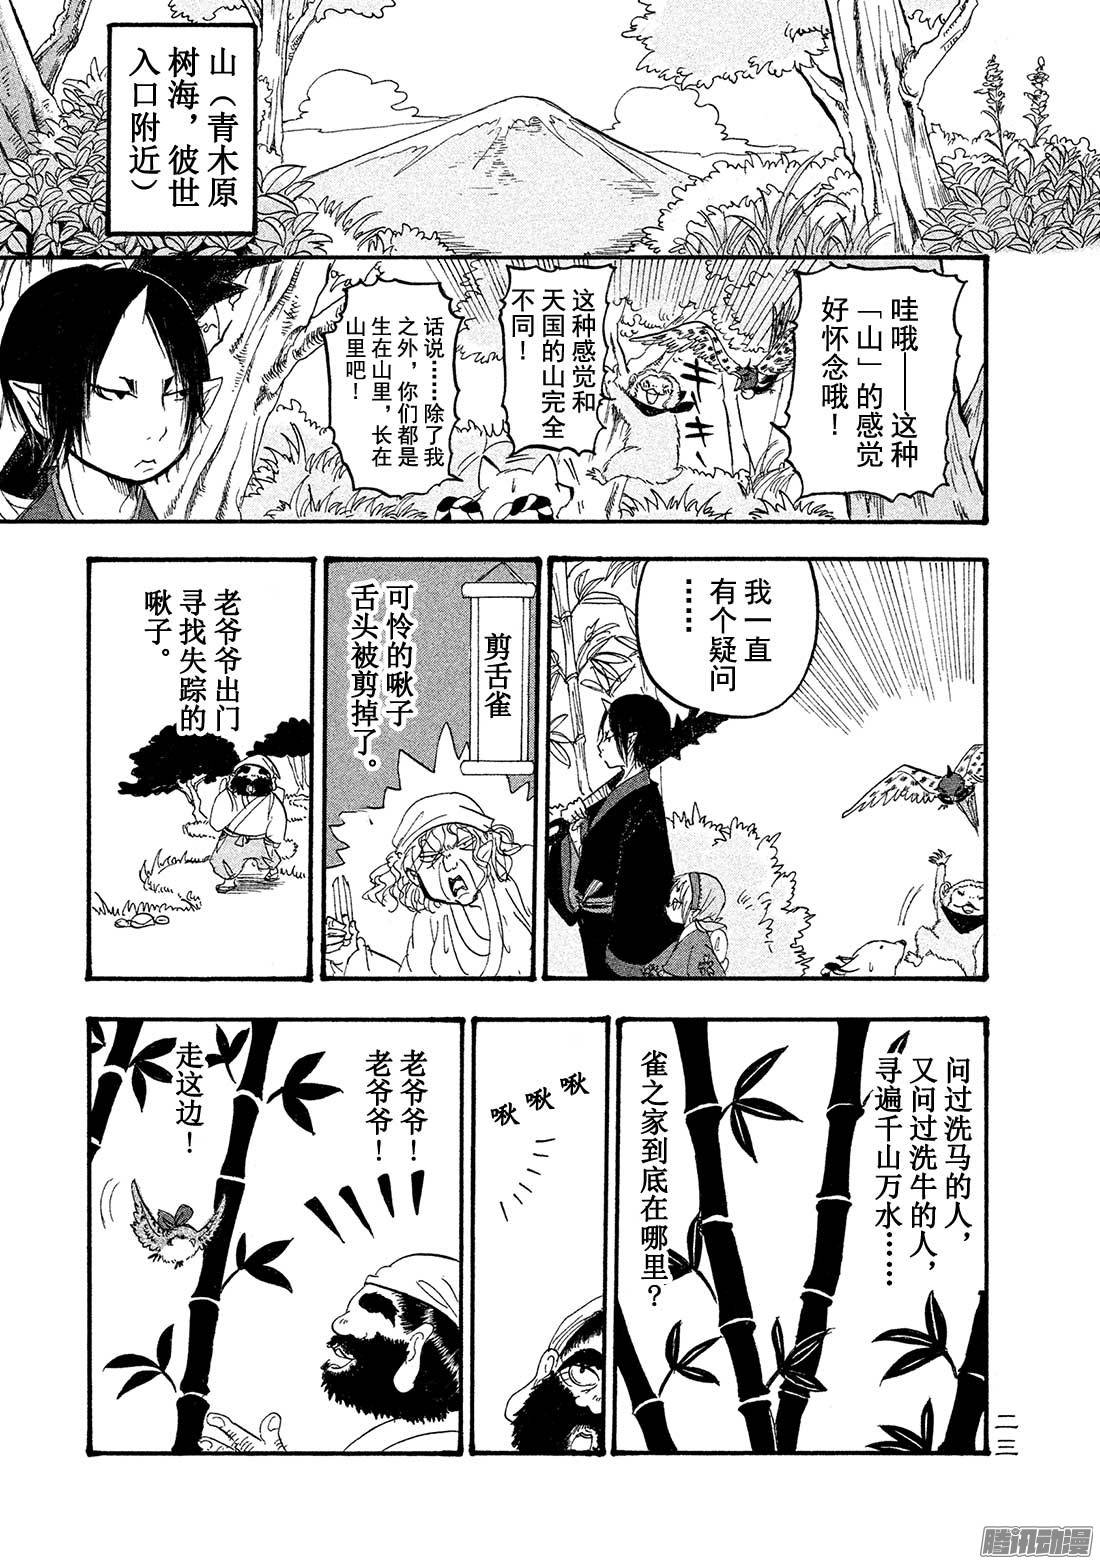 山（青木原
树海，彼世
入口附近）
哇哦——这种
「山」的感觉
好怀念哦！
这种感觉和
天国的山完全
不同！
话说……除了我
之外，你们都是
生在山里，长在
山里吧！
我一直
有个疑问
……
剪舌雀
可怜的啾子
舌头被剪掉了。
老爷爷出门
寻找失踪的
啾子。
问过洗马的人，
又问过洗牛的人，
寻遍千山万水……
雀之家到底在哪里？
啾
啾
啾
老爷爷！
老爷爷！
走这边！
二三
腾讯动漫